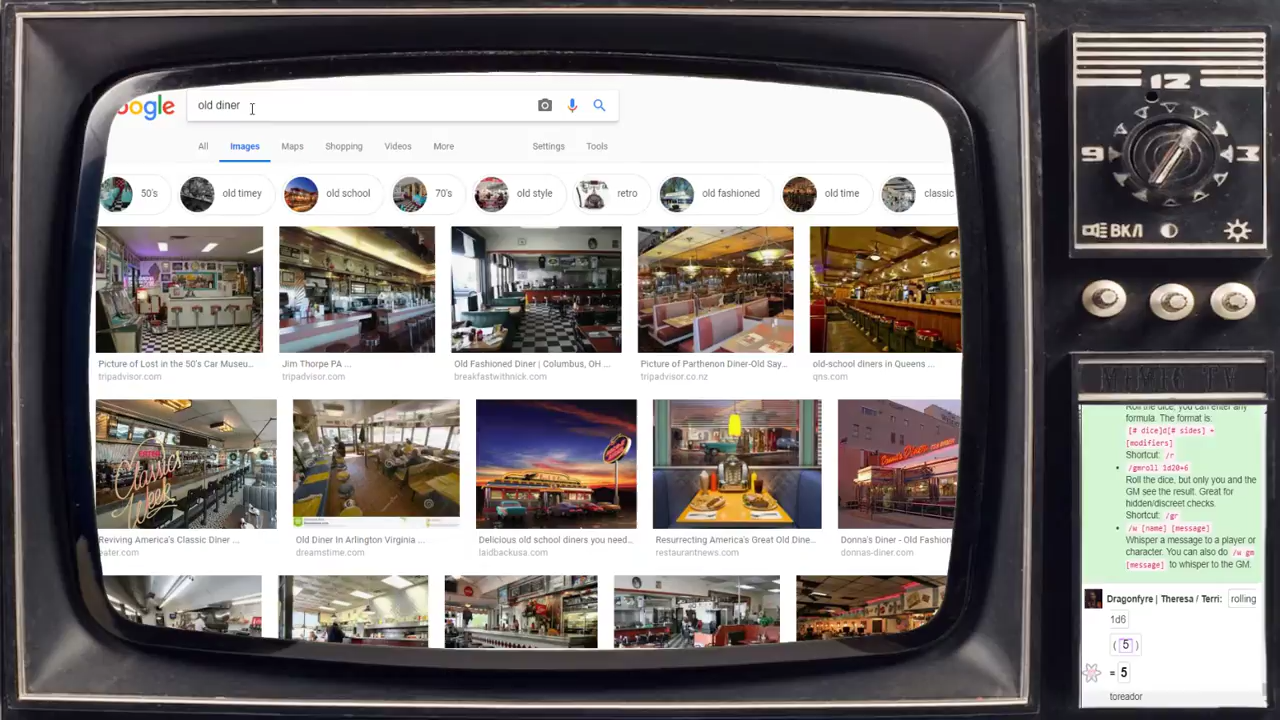 oogle
old diner
All Images Maps Shopping Videos More Settings Tools
50's old timey old school 70's old style retro old fashioned old time classic
Picture of Lost in the 50's Car Museu...
tripadvisor.com
Jim Thorpe PA ...
tripadvisor.com
Old Fashioned Diner | Columbus, OH ...
breakfastwithnick.com
Picture of Parthenon Diner-Old Say...
tripadvisor.co.nz
old-school diners in Queens ...
qns.com
Classics
Week
Reviving America's Classic Diner ...
eater.com
Old Diner In Arlington Virginia ...
dreamstime.com
Delicious old school diners you need...
laidbackusa.com
Resurrecting America's Great Old Dine...
restaurantnews.com
Donna's Diner - Old Fashion
donnas-diner.com
12
9
3
ВКЛ
Roll the dice, you can enter any
formula. The format is:
[# dice]d[# sides] +
[modifiers]
Shortcut: /r
/gmroll 1d20+6
Roll the dice, but only you and the
GM see the result. Great for
hidden/discreet checks.
Shortcut: /gr
/w [name] [message]
Whisper a message to a player or
character. You can also do /w gm
[message] to whisper to the GM.
Dragonfyre | Theresa / Terri: rolling
1d6
(5)
= 5
toreador